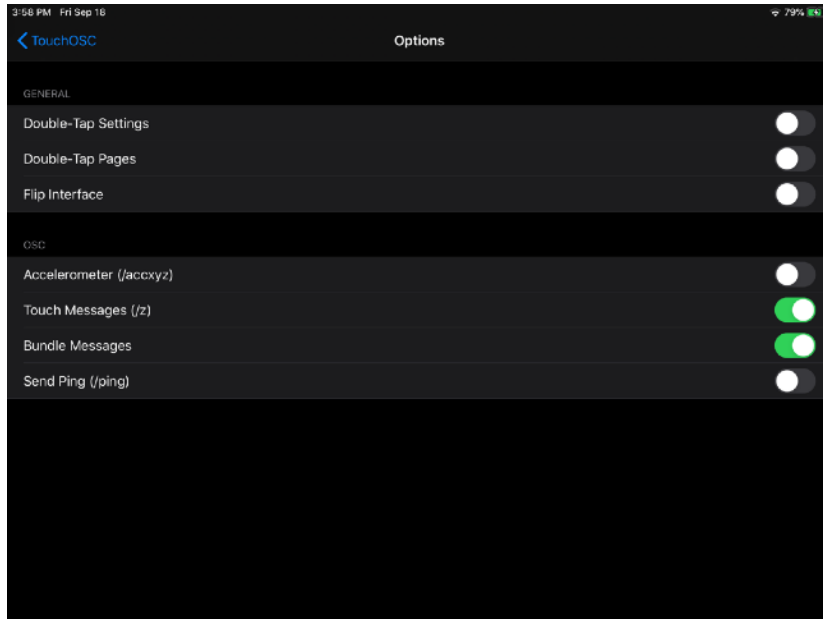 3:58 PM Fri Sep 18
79%
TouchOSC
Options
GENERAL
Double-Tap Settings
Double-Tap Pages
Flip Interface
OSC
Accelerometer (/accxyz)
Touch Messages (/z)
Bundle Messages
Send Ping (/ping)